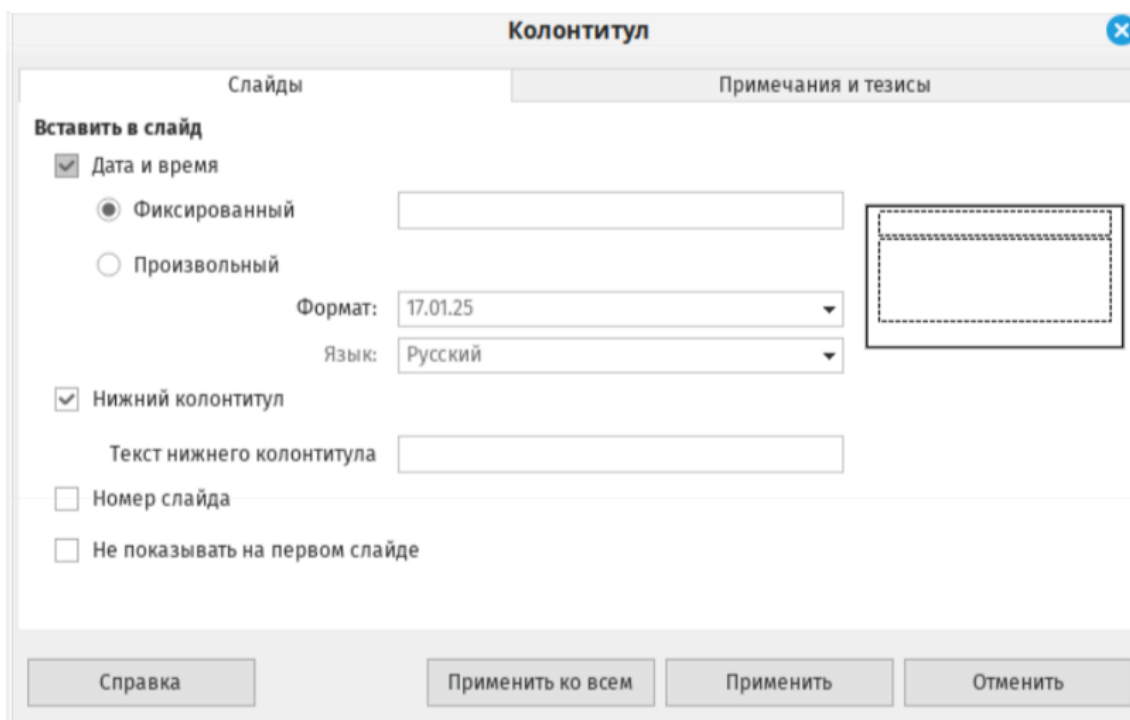 Колонтитул
Слайды
Примечания и тезисы
Вставить в слайд
Дата и время
Фиксированный
Произвольный
Формат: 17.01.25
Язык: Русский
Нижний колонтитул
Текст нижнего колонтитула
Номер слайда
Не показывать на первом слайде
Справка
Применить ко всем
Применить
Отменить